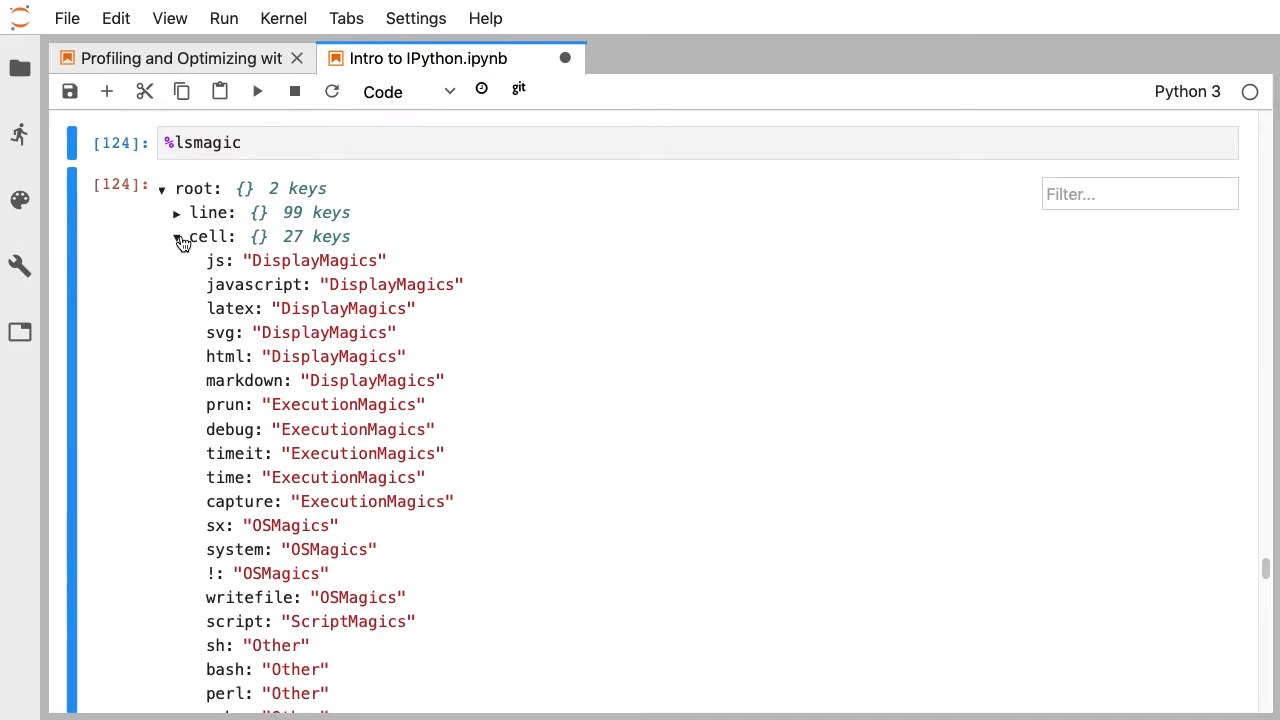 File Edit View Run Kernel Tabs Settings Help
Profiling and Optimizing wit Intro to IPython.ipynb
Code git Python 3
[124]: %lsmagic
[124]: root: {} 2 keys
Filter...
line: {} 99 keys
cell: {} 27 keys
js: "DisplayMagics"
javascript: "DisplayMagics"
latex: "DisplayMagics"
svg: "DisplayMagics"
html: "DisplayMagics"
markdown: "DisplayMagics"
prun: "ExecutionMagics"
debug: "ExecutionMagics"
timeit: "ExecutionMagics"
time: "ExecutionMagics"
capture: "ExecutionMagics"
sx: "OSMagics"
system: "OSMagics"
!: "OSMagics"
writefile: "OSMagics"
script: "ScriptMagics"
sh: "Other"
bash: "Other"
perl: "Other"